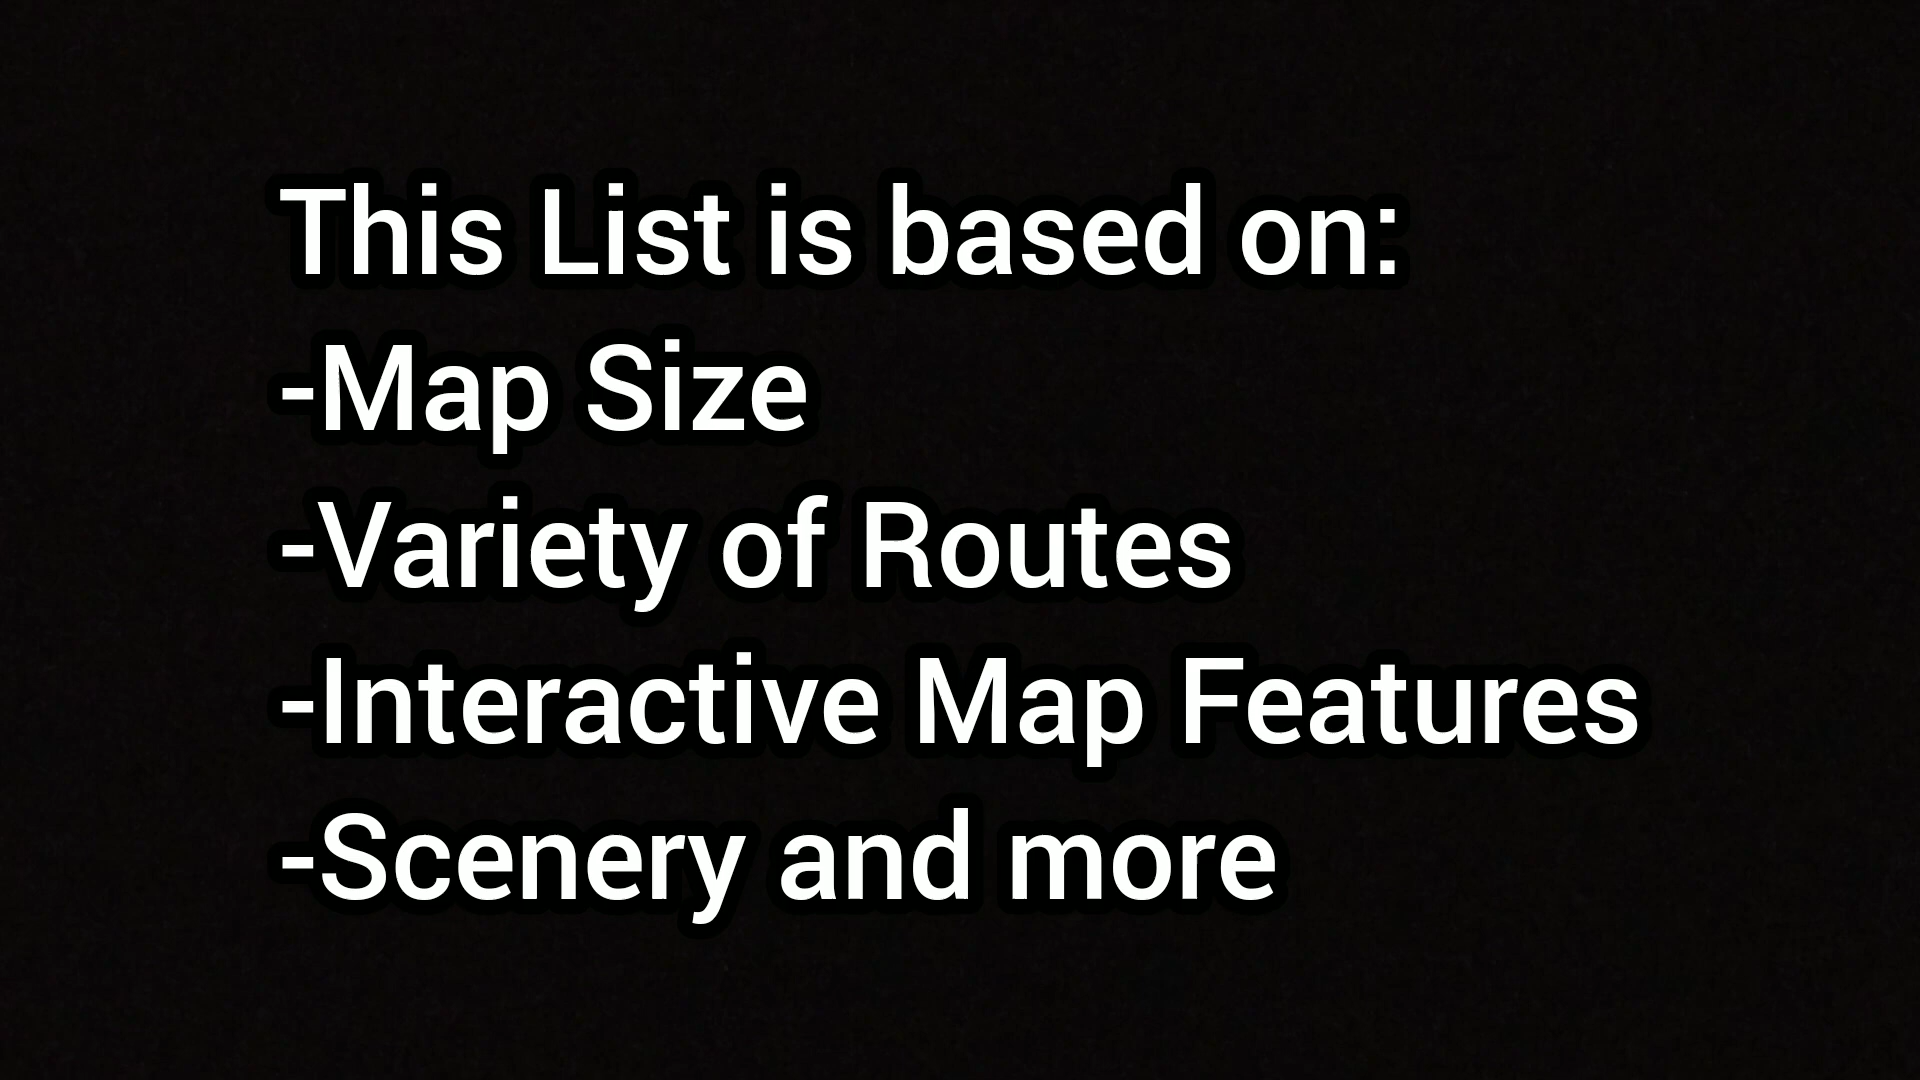 This List is based on:
-Map Size
-Variety of Routes
-Interactive Map Features
-Scenery and more